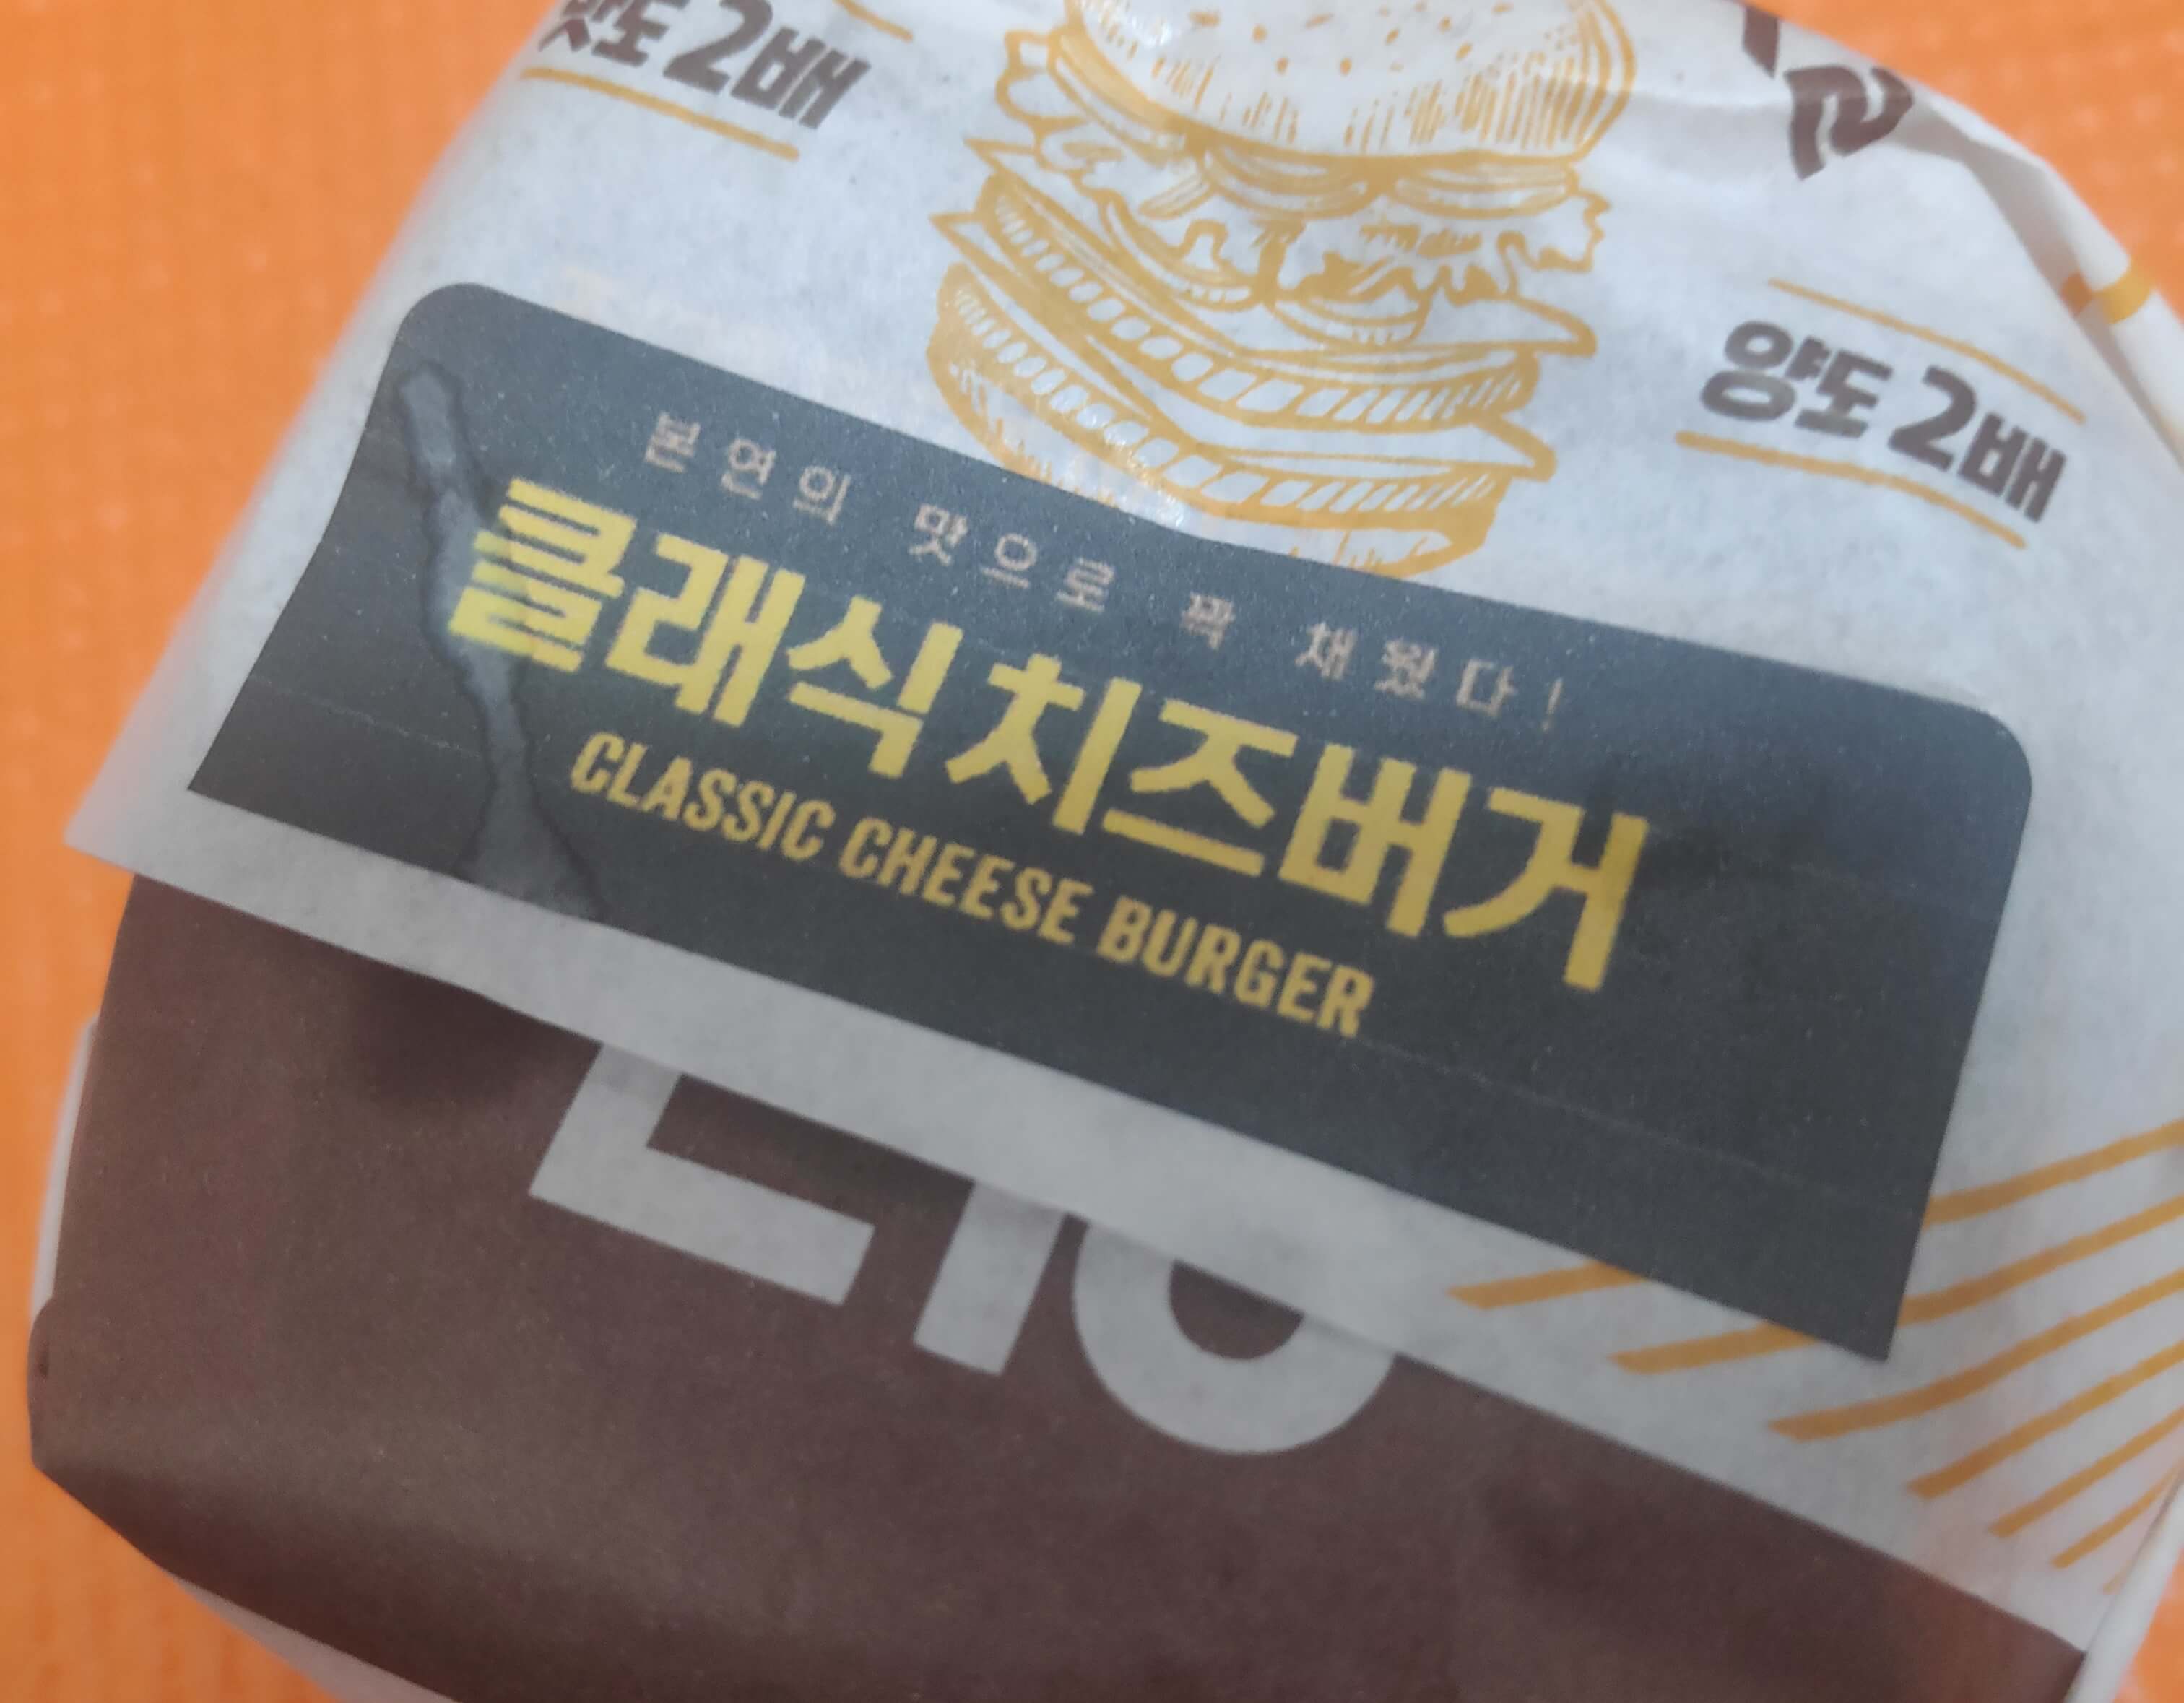 맛도 2배
양도 2배
본연의 맛으로 꽉 채웠다!
클래식 치즈버거
CLASSIC CHEESE BURGER